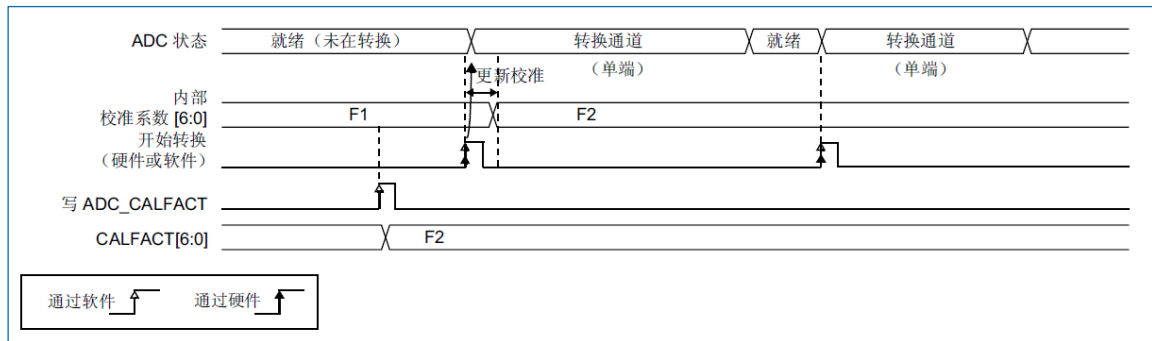 ADC 状态
就绪（未在转换）
转换通道
就绪
转换通道
（单端）
（单端）
更新校准
内部
校准系数 [6:0]
F1
F2
开始转换
（硬件或软件）
写 ADC_CALFACT
CALFACT[6:0]
F2
通过软件
通过硬件